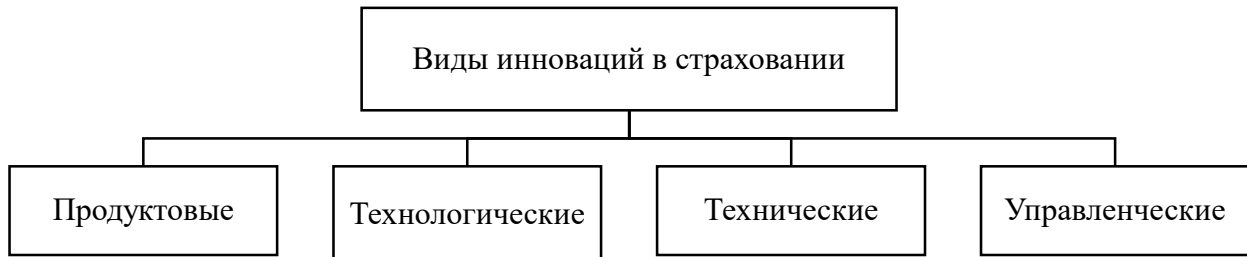 Виды инноваций в страховании
Продуктовые
Технологические
Технические
Управленческие